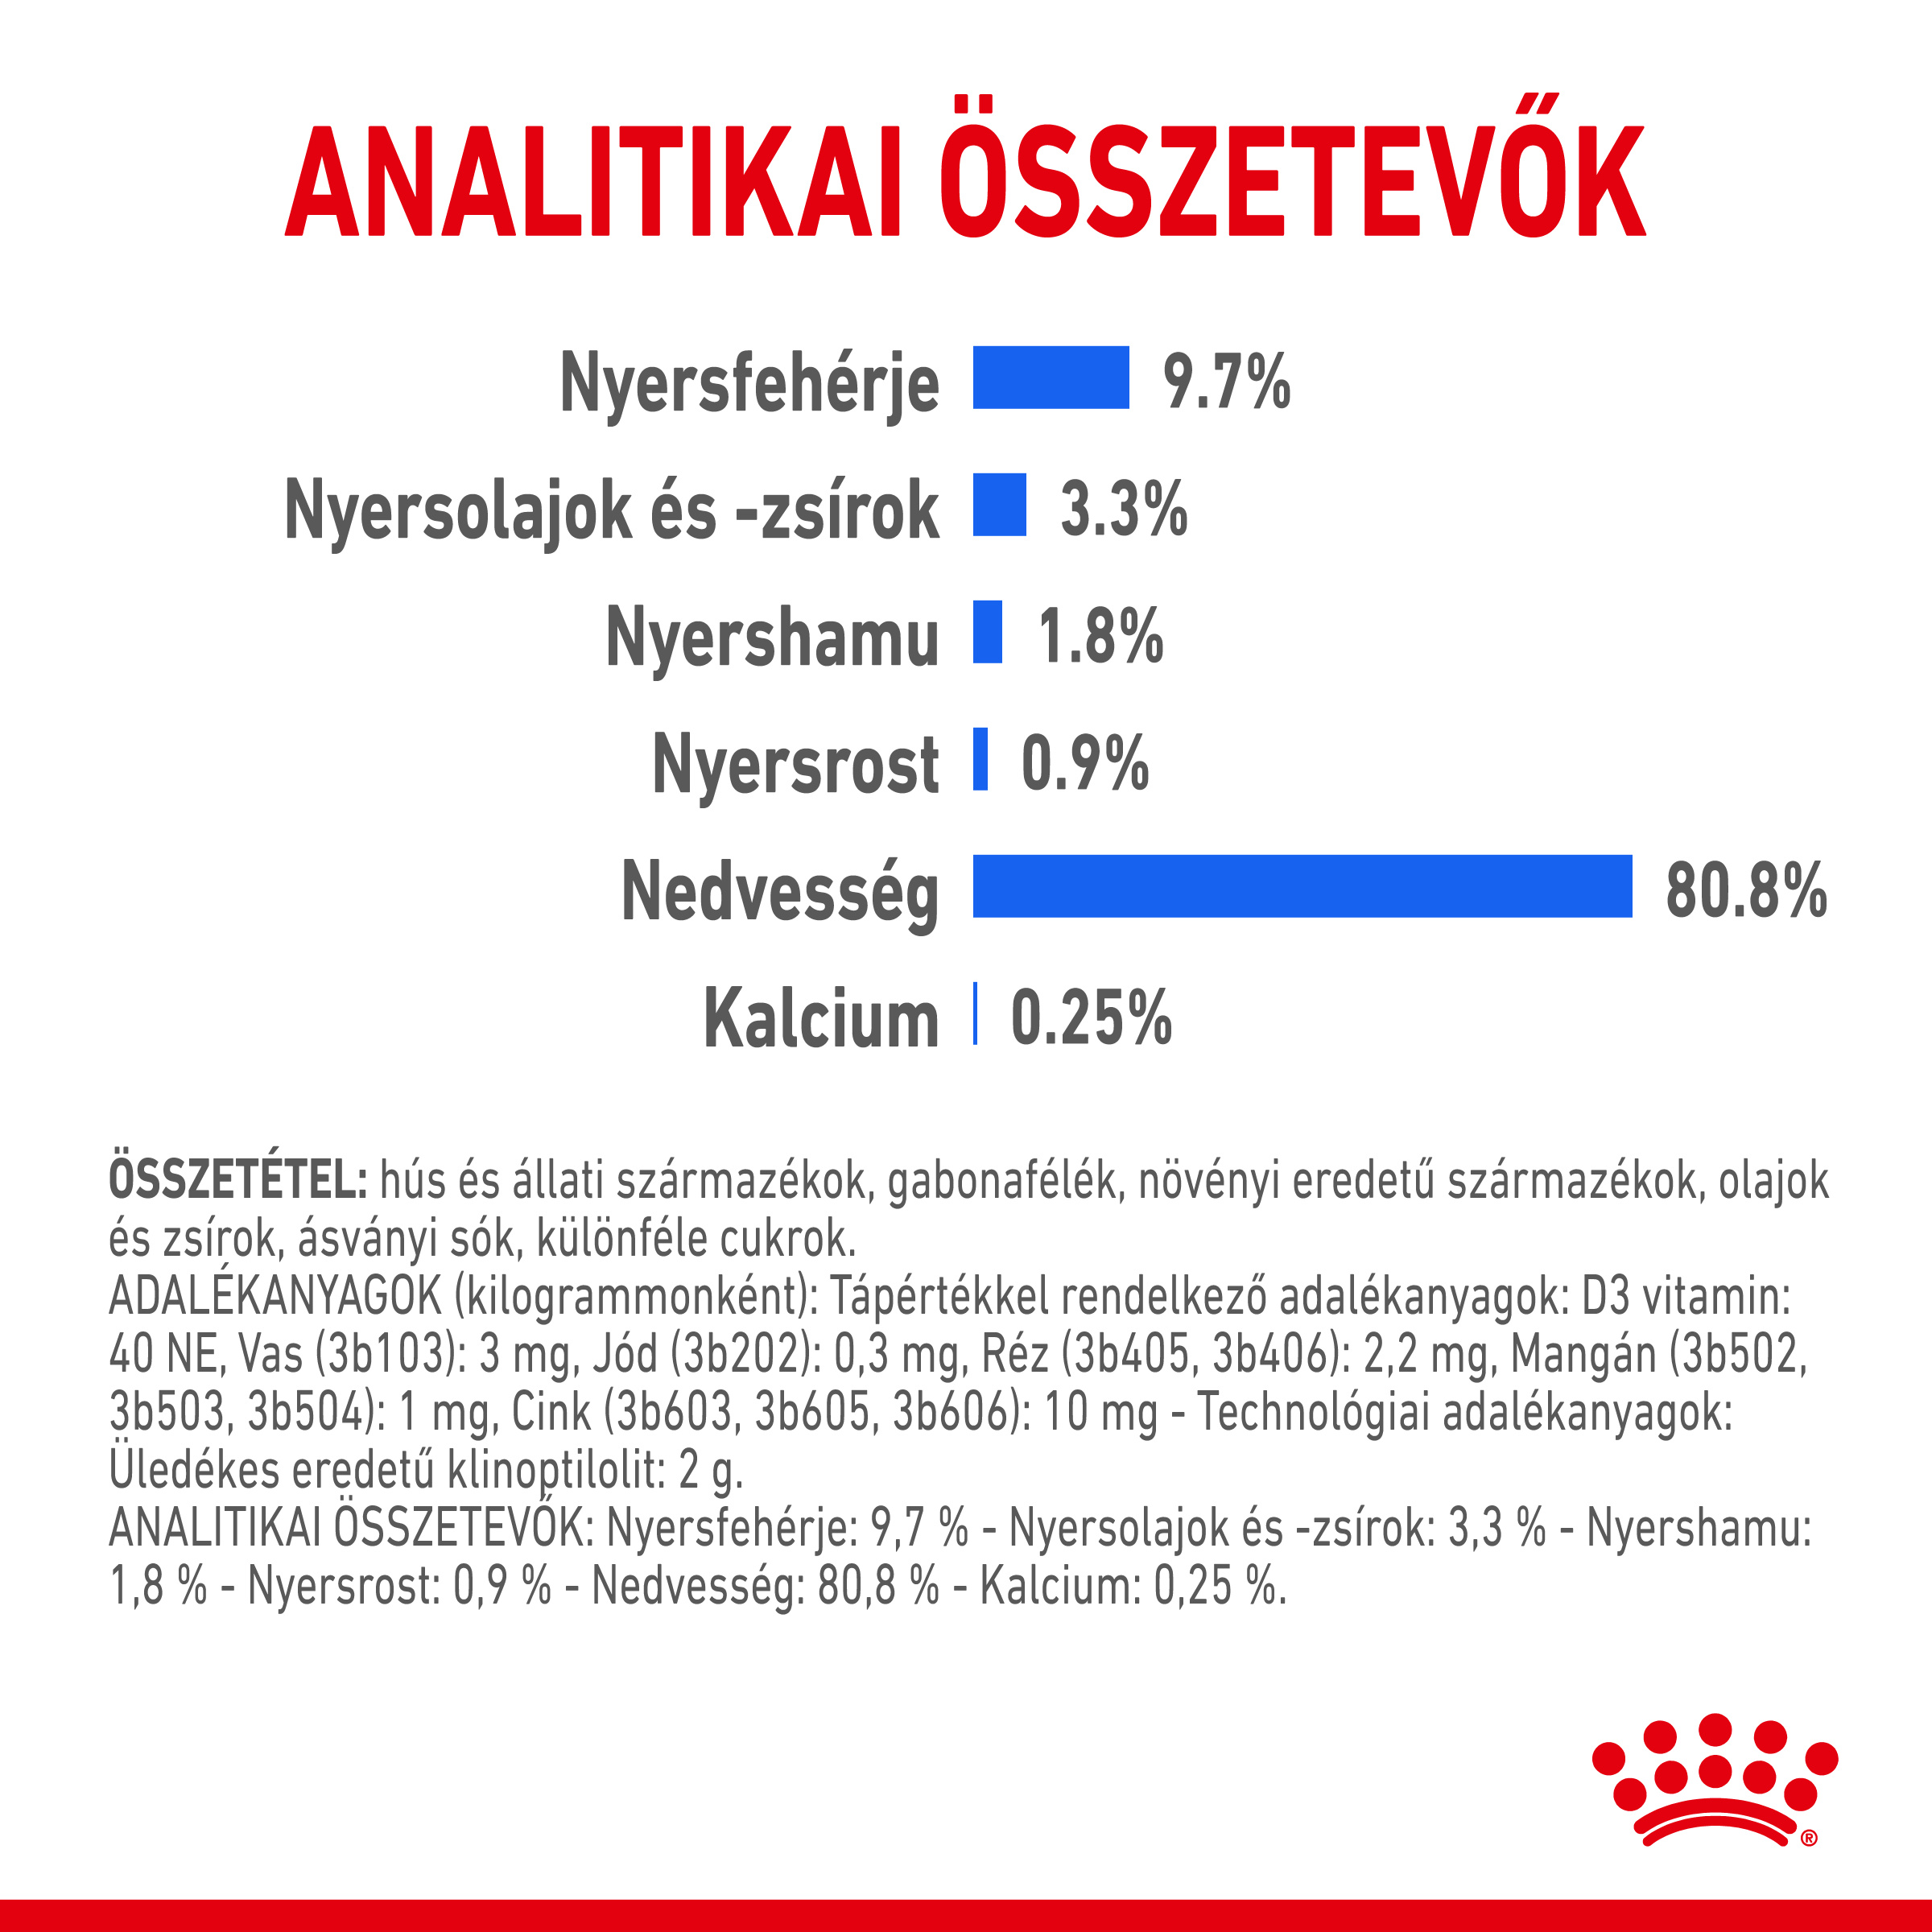 ANALITIKAI ÖSSZETEVŐK
Nyersfehérje 9.7%
Nyersolajok és -zsírok 3.3%
Nyershamu 1.8%
Nyersrost 0.9%
Nedvesség 80.8%
Kalcium 0.25%
ÖSSZETÉTEL: hús és állati származékok, gabonafélék, növényi eredetű származékok, olajok
és zsírok, ásványi sók, különféle cukrok.
ADALÉKANYAGOK (kilogrammonként): Tápértékkel rendelkező adalékanyagok: D3 vitamin:
40 NE, Vas (3b103): 3 mg, Jód (3b202): 0,3 mg, Réz (3b405, 3b406): 2,2 mg, Mangán (3b502,
3b503, 3b504): 1 mg, Cink (3b603, 3b605, 3b606): 10 mg - Technológiai adalékanyagok:
Üledékes eredetű klinoptilolit: 2 g.
ANALITIKAI ÖSSZETEVŐK: Nyersfehérje: 9,7 % - Nyersolajok és -zsírok: 3,3 % - Nyershamu:
1,8 % - Nyersrost: 0,9 % - Nedvesség: 80,8 % - Kalcium: 0,25 %.
®